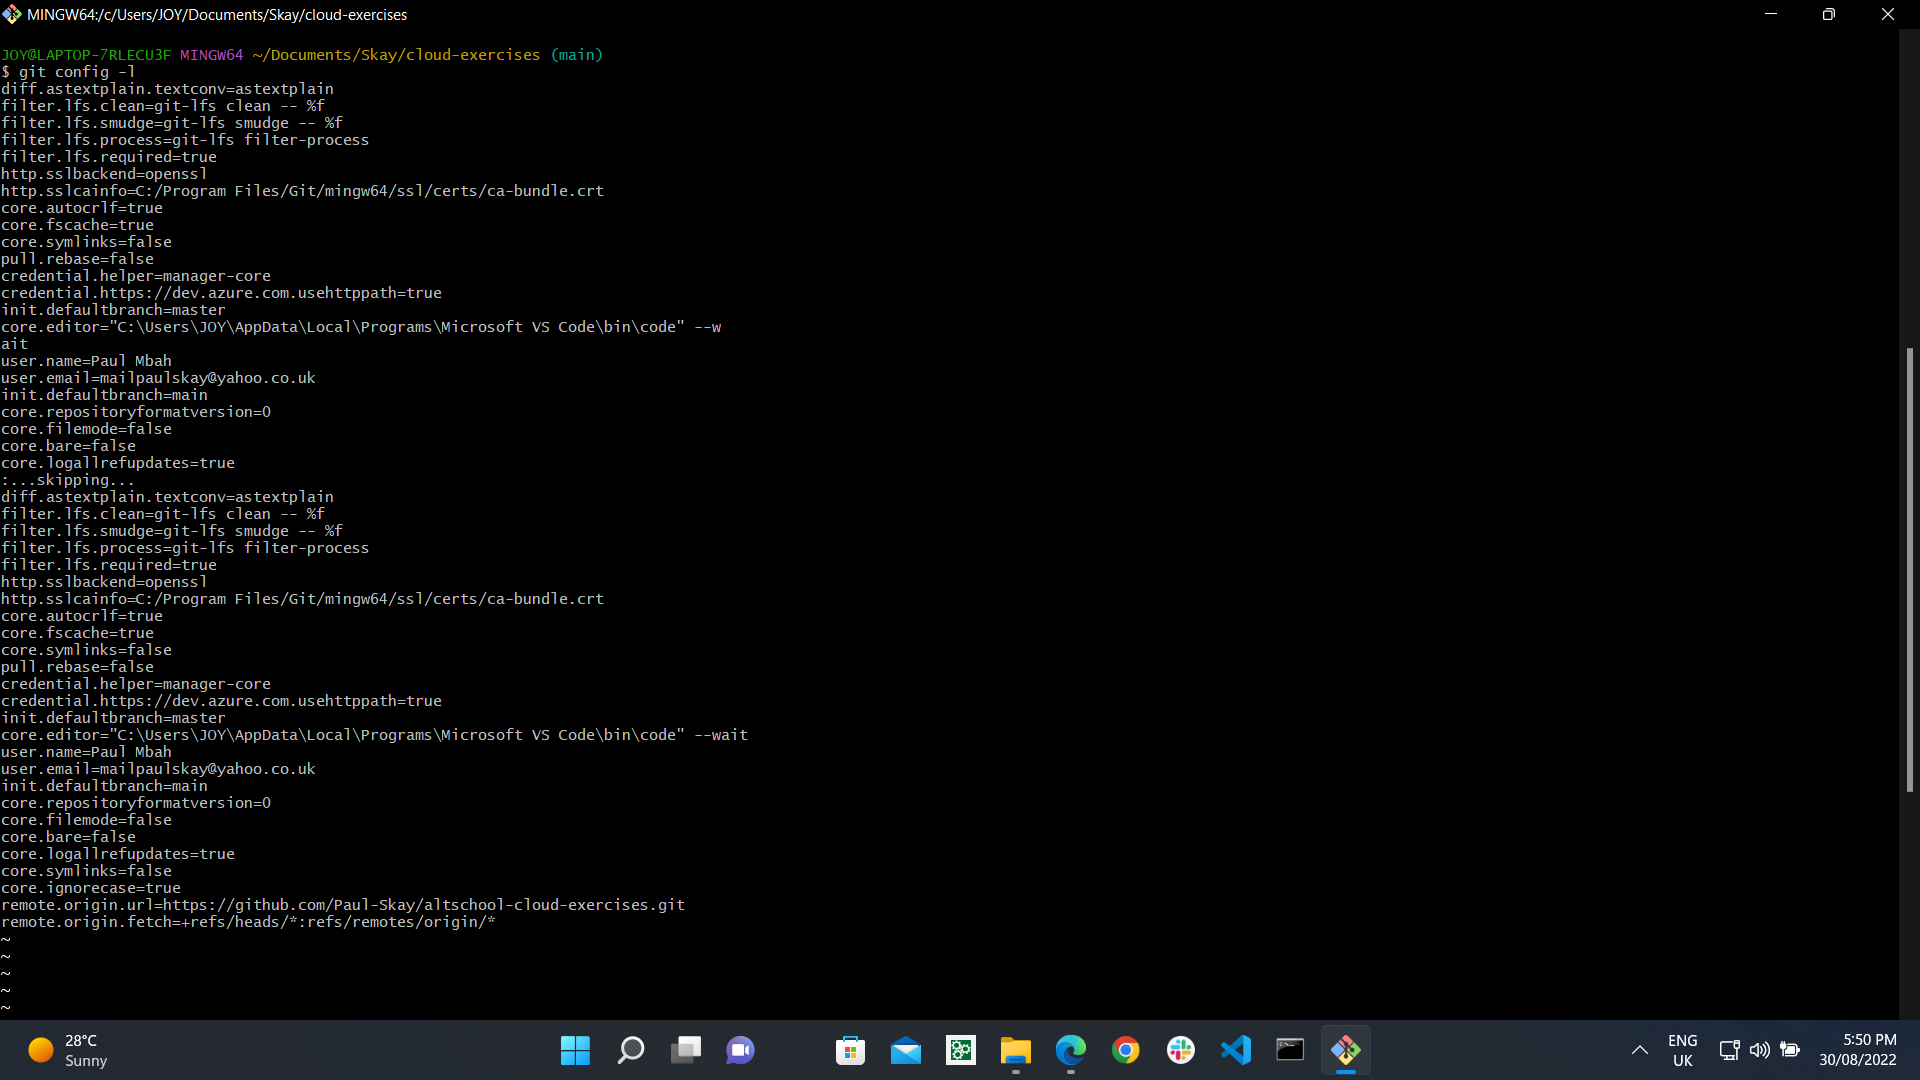 MINGW64:/c/Users/JOY/Documents/Skay/cloud-exercises
JOY@LAPTOP-7RLECU3F MINGW64 ~/Documents/Skay/cloud-exercises (main)
$ git config -l
diff.astextplain.textconv=astextplain
filter.lfs.clean=git-lfs clean -- %f
filter.lfs.smudge=git-lfs smudge -- %f
filter.lfs.process=git-lfs filter-process
filter.lfs.required=true
http.sslbackend=openssl
http.sslcainfo=C:/Program Files/Git/mingw64/ssl/certs/ca-bundle.crt
core.autocrlf=true
core.fscache=true
core.symlinks=false
pull.rebase=false
credential.helper=manager-core
credential.https://dev.azure.com.usehttppath=true
init.defaultbranch=master
core.editor="C:\Users\JOY\AppData\Local\Programs\Microsoft VS Code\bin\code" --w
ait
user.name=Paul Mbah
user.email=mailpaulskay@yahoo.co.uk
init.defaultbranch=main
core.repositoryformatversion=0
core.filemode=false
core.bare=false
core.logallrefupdates=true
:...skipping...
diff.astextplain.textconv=astextplain
filter.lfs.clean=git-lfs clean -- %f
filter.lfs.smudge=git-lfs smudge -- %f
filter.lfs.process=git-lfs filter-process
filter.lfs.required=true
http.sslbackend=openssl
http.sslcainfo=C:/Program Files/Git/mingw64/ssl/certs/ca-bundle.crt
core.autocrlf=true
core.fscache=true
core.symlinks=false
pull.rebase=false
credential.helper=manager-core
credential.https://dev.azure.com.usehttppath=true
init.defaultbranch=master
core.editor="C:\Users\JOY\AppData\Local\Programs\Microsoft VS Code\bin\code" --wait
user.name=Paul Mbah
user.email=mailpaulskay@yahoo.co.uk
init.defaultbranch=main
core.repositoryformatversion=0
core.filemode=false
core.bare=false
core.logallrefupdates=true
core.symlinks=false
core.ignorecase=true
remote.origin.url=https://github.com/Paul-Skay/altschool-cloud-exercises.git
remote.origin.fetch=+refs/heads/*:refs/remotes/origin/*
~
~
~
~
~
28°C
Sunny
ENG
UK
5:50 PM
30/08/2022